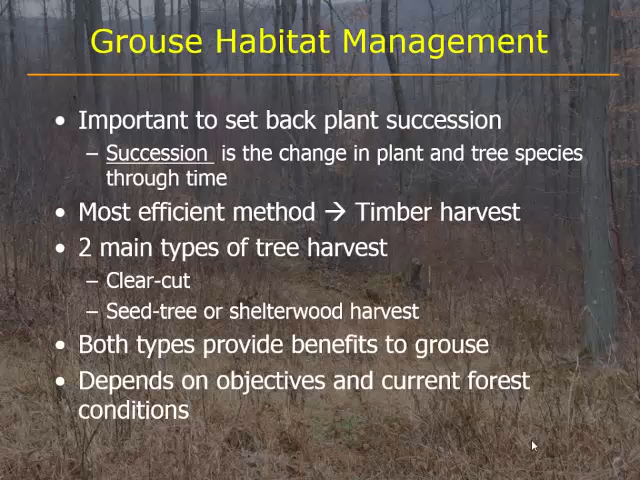 Grouse Habitat Management
• Important to set back plant succession
– Succession is the change in plant and tree species
through time
• Most efficient method → Timber harvest
• 2 main types of tree harvest
– Clear-cut
– Seed-tree or shelterwood harvest
• Both types provide benefits to grouse
• Depends on objectives and current forest
conditions